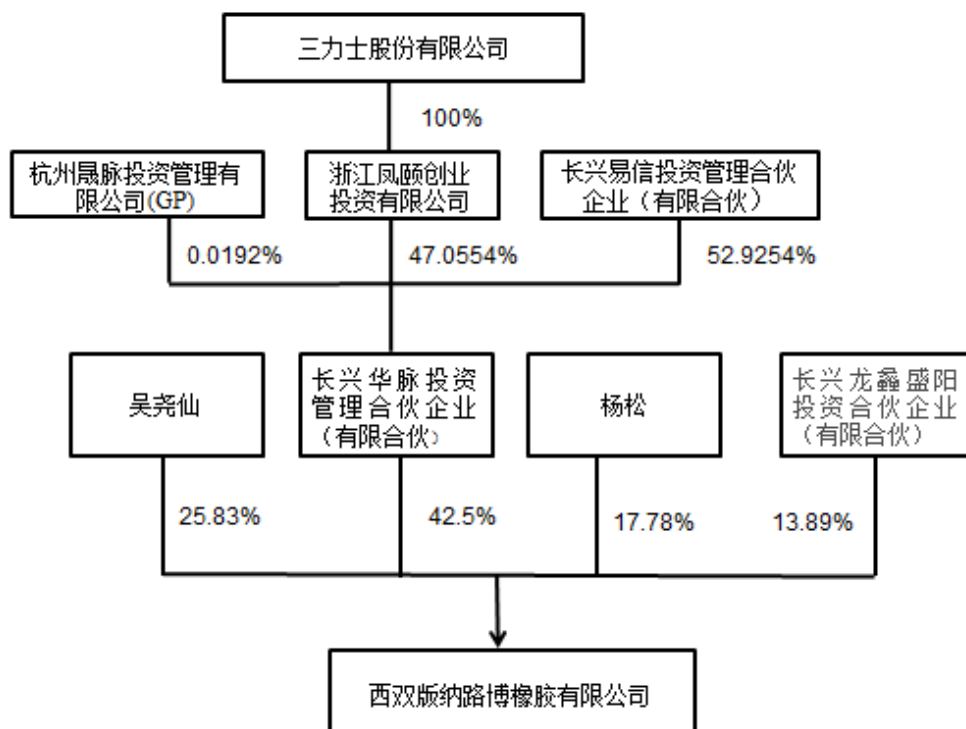 三力士股份有限公司
100%
杭州晟脉投资管理有
限公司(GP)
浙江凤颐创业
投资有限公司
长兴易信投资管理合伙
企业（有限合伙）
0.0192%
47.0554%
52.9254%
吴尧仙
长兴华脉投资
管理合伙企业
（有限合伙）
杨松
长兴龙鑫盛阳
投资合伙企业
（有限合伙）
25.83%
42.5%
17.78%
13.89%
西双版纳路博橡胶有限公司